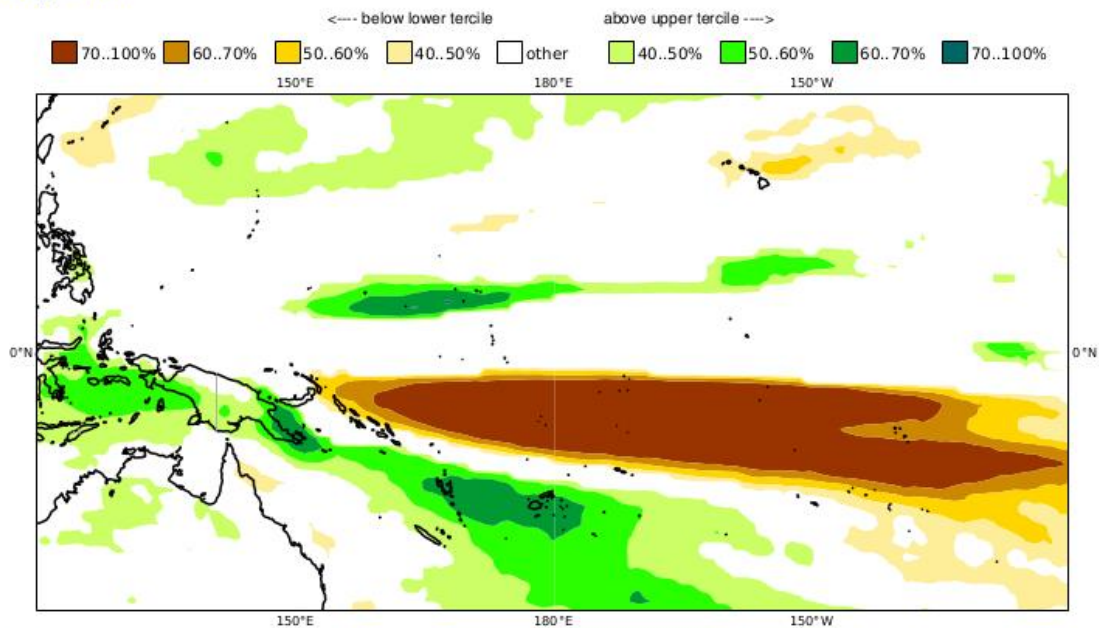 <---- below lower tercile above upper tercile ---->
70..100% 60..70% 50..60% 40..50% other 40..50% 50..60% 60..70% 70..100%
150°E 180°E 150°W
0°N 0°N
150°E 180°E 150°W